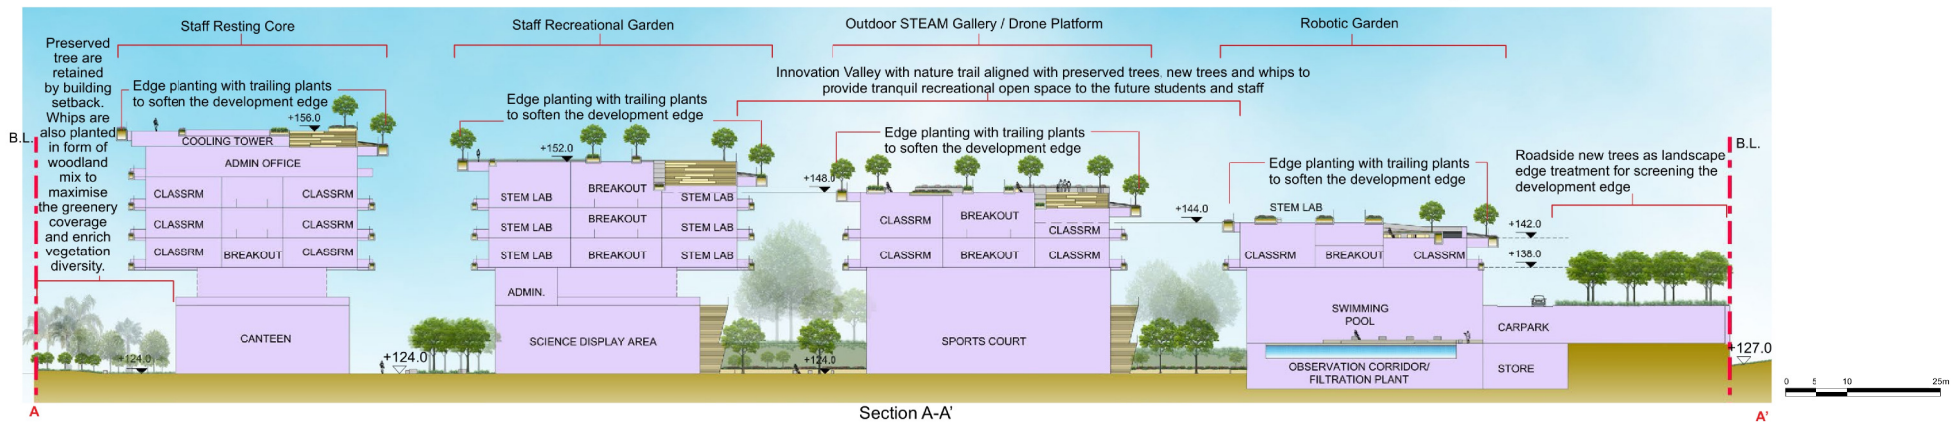 Staff Resting Core
Staff Recreational Garden
Outdoor STEAM Gallery / Drone Platform
Robotic Garden
Preserved
tree are
retained
by building
setback.
Whips are
also planted
in form of
woodland
mix to
maximise
the greenery
coverage
and enrich
vegetation
diversity.
Edge planting with trailing plants
to soften the development edge
Edge planting with trailing plants
to soften the development edge
Innovation Valley with nature trail aligned with preserved trees, new trees and whips to
provide tranquil recreational open space to the future students and staff
Edge planting with trailing plants
to soften the development edge
Edge planting with trailing plants
to soften the development edge
Roadside new trees as landscape
edge treatment for screening the
development edge
B.L.
B.L.
+156.0
COOLING TOWER
ADMIN OFFICE
CLASSRM
CLASSRM
CLASSRM
CLASSRM
CLASSRM
BREAKOUT
CLASSRM
CANTEEN
+124.0
+124.0
+152.0
STEM LAB
BREAKOUT
STEM LAB
STEM LAB
BREAKOUT
STEM LAB
STEM LAB
BREAKOUT
STEM LAB
ADMIN.
SCIENCE DISPLAY AREA
+148.0
CLASSRM
BREAKOUT
CLASSRM
CLASSRM
BREAKOUT
CLASSRM
SPORTS COURT
+124.0
+144.0
STEM LAB
CLASSRM
BREAKOUT
CLASSRM
+142.0
+138.0
SWIMMING
POOL
CARPARK
OBSERVATION CORRIDOR/
FILTRATION PLANT
STORE
+127.0
A
Section A-A'
A'
0 5 10 25m